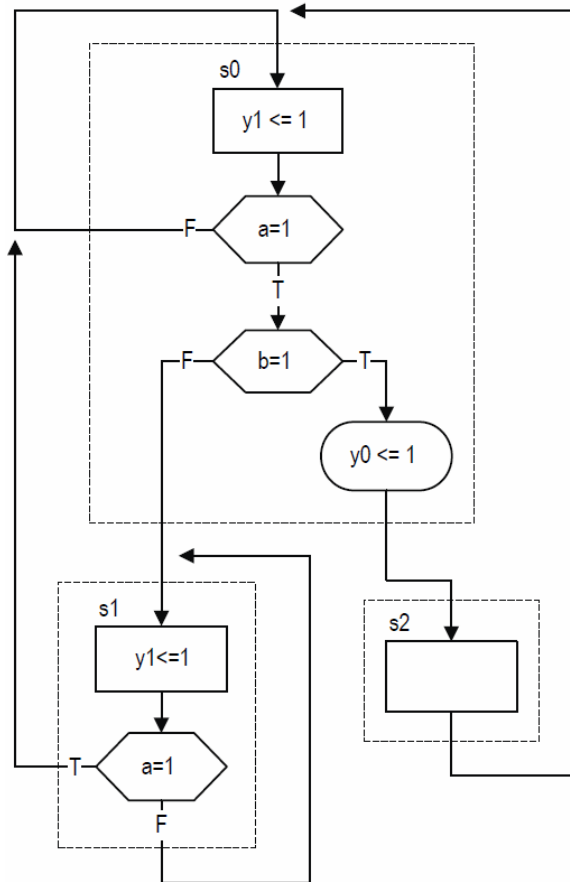 s0
y1 <= 1
F
a=1
T
F
b=1
T
y0 <= 1
s1
y1<=1
T
a=1
F
s2